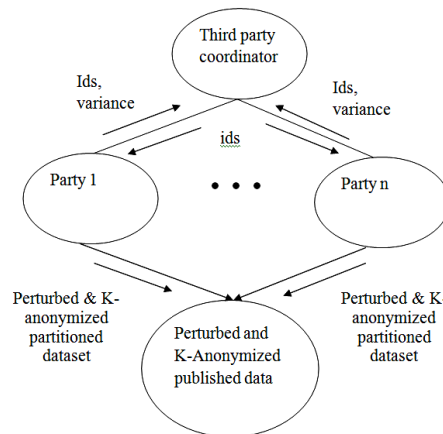 Third party
coordinator
Ids,
variance
Ids,
variance
ids
Party 1
Party n
Perturbed & K-
anonymized
partitioned
dataset
Perturbed and
K-Anonymized
published data
Perturbed & K-
anonymized
partitioned
dataset